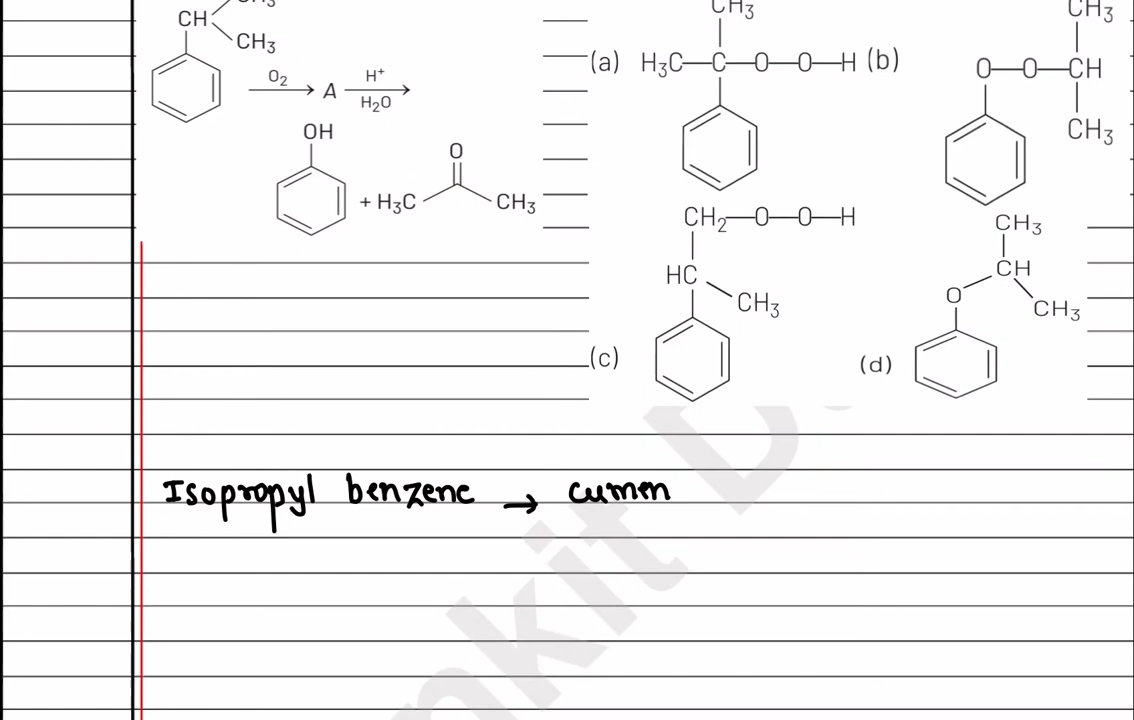 CH₃
CH
CH₃
O₂
A
H⁺
H₂O
OH
O
+ H₃C
CH₃
CH₃
(a) H₃C—C—O—O—H
(b)
CH₃
O—O—CH
CH₃
CH₂—O—O—H
HC
CH₃
(c)
CH₃
CH
O
CH₃
(d)
Isopropyl benzene → cumen